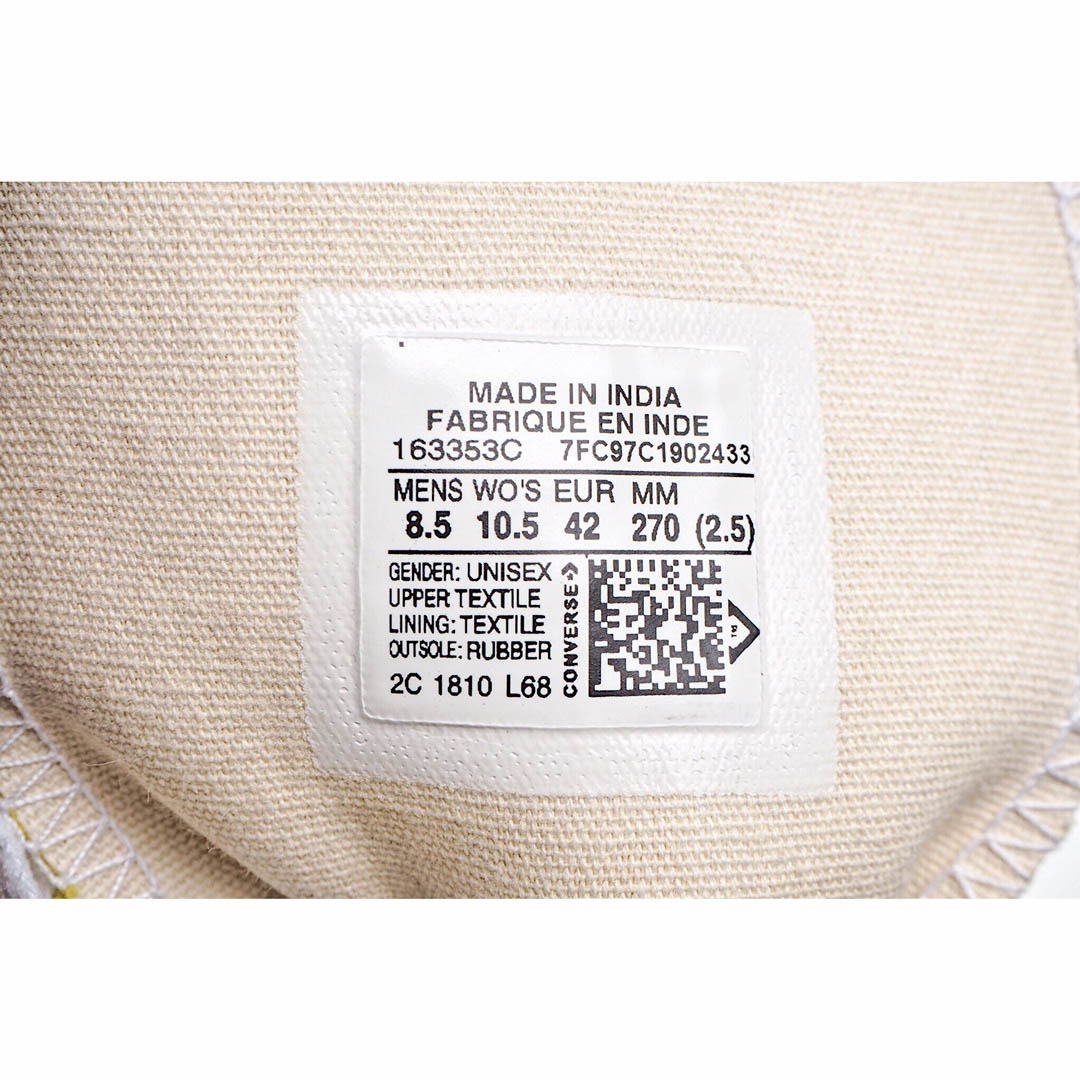 MADE IN INDIA
FABRIQUE EN INDE
163353C 7FC97C1902433
MENS WO'S EUR MM
8.5 10.5 42 270 (2.5)
GENDER: UNISEX
UPPER TEXTILE
LINING: TEXTILE
OUTSOLE: RUBBER
2C 1810 L68
CONVERSE
TM